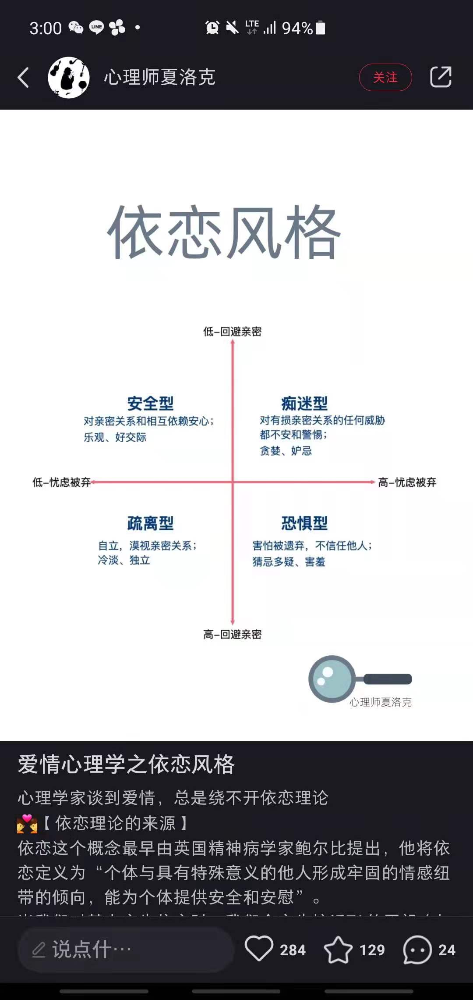 3:00
LINE
LTE
94%
心理师夏洛克
关注
依恋风格
低-回避亲密
安全型
对亲密关系和相互依赖安心；
乐观、好交际
痴迷型
对有损亲密关系的任何威胁
都不安和警惕；
贪婪、妒忌
低-忧虑被弃
高-忧虑被弃
疏离型
自立，漠视亲密关系；
冷淡、独立
恐惧型
害怕被遗弃，不信任他人；
猜忌多疑、害羞
高-回避亲密
心理师夏洛克
爱情心理学之依恋风格
心理学家谈到爱情，总是绕不开依恋理论
💑【 依恋理论的来源 】
依恋这个概念最早由英国精神病学家鲍尔比提出，他将依
恋定义为“个体与具有特殊意义的他人形成牢固的情感纽
带的倾向，能为个体提供安全和安慰”。
说点什…
284
129
24